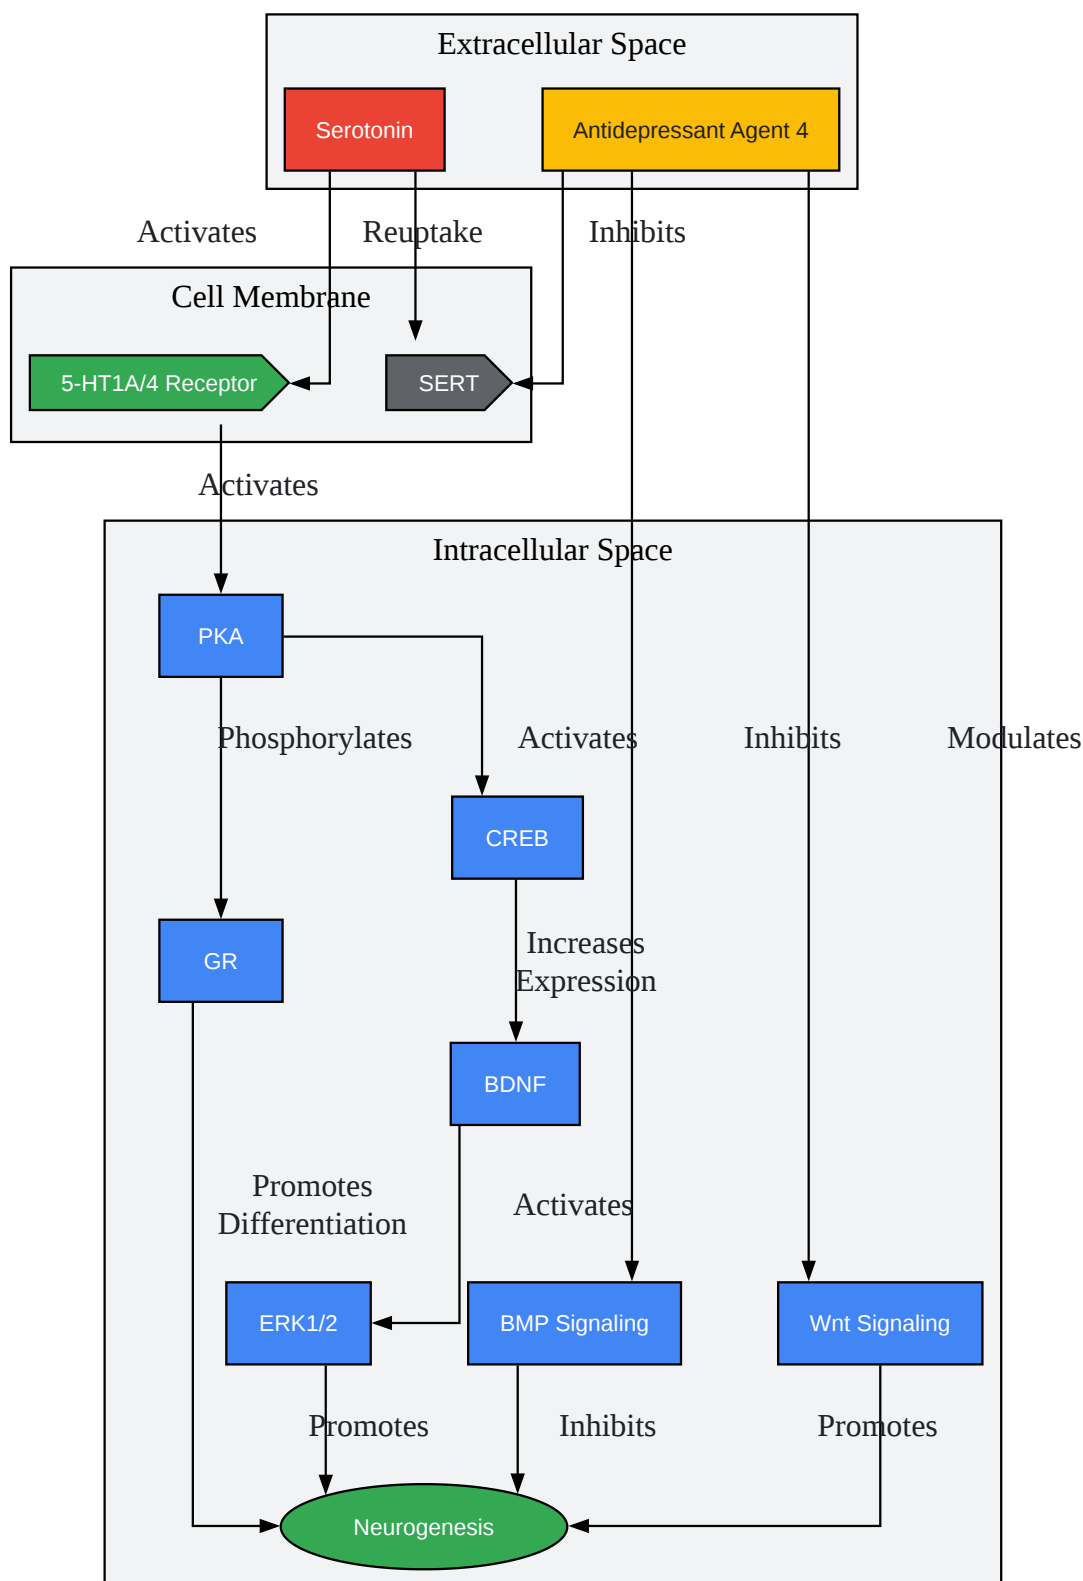 Extracellular Space
Serotonin
Antidepressant Agent 4
Activates
Reuptake
Inhibits
Cell Membrane
5-HT1A/4 Receptor
SERT
Activates
Intracellular Space
PKA
Phosphorylates
Activates
Inhibits
Modulates
CREB
GR
Increases
Expression
BDNF
Promotes
Differentiation
Activates
ERK1/2
BMP Signaling
Wnt Signaling
Promotes
Inhibits
Promotes
Neurogenesis